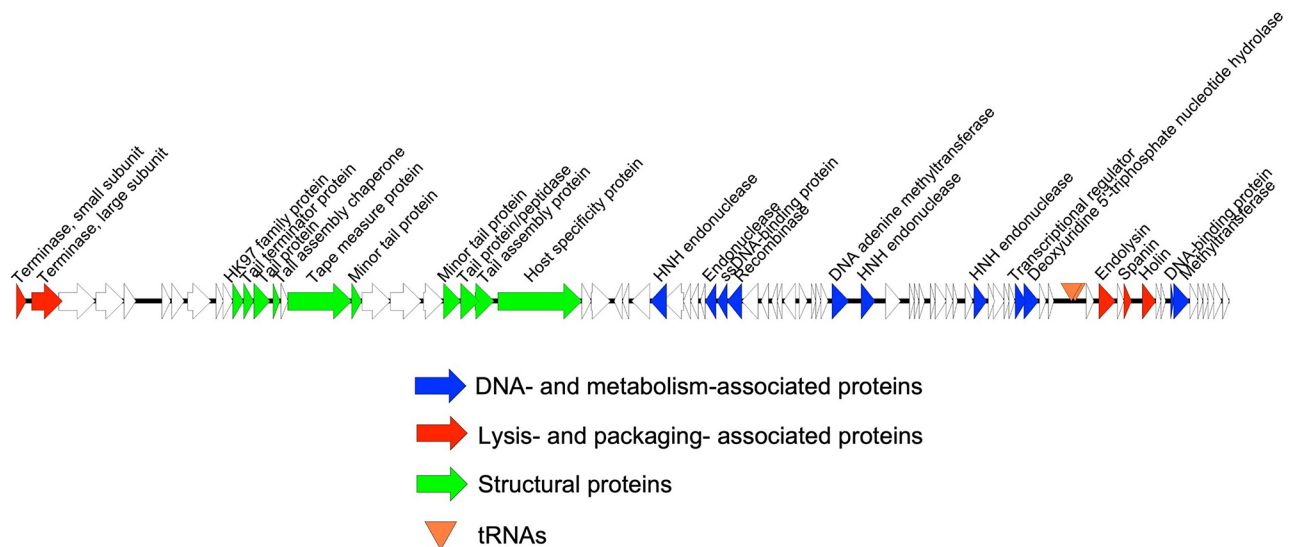 Terminase, small subunit
Terminase, large subunit
HK97 family protein
Tail terminator protein
Tail protein
Tail assembly chaperone
Tape measure protein
Minor tail protein
Minor tail protein
Tail protein/peptidase
Tail assembly protein
Host specificity protein
HNH endonuclease
Endonuclease
ssDNA-binding protein
Recombinase
DNA adenine methyltransferase
HNH endonuclease
HNH endonuclease
Transcriptional regulator
Deoxyuridine 5'-triphosphate nucleotide hydrolase
Endolysin
Spanin
Holin
DNA-binding protein
Methyltransferase
DNA- and metabolism-associated proteins
Lysis- and packaging- associated proteins
Structural proteins
tRNAs